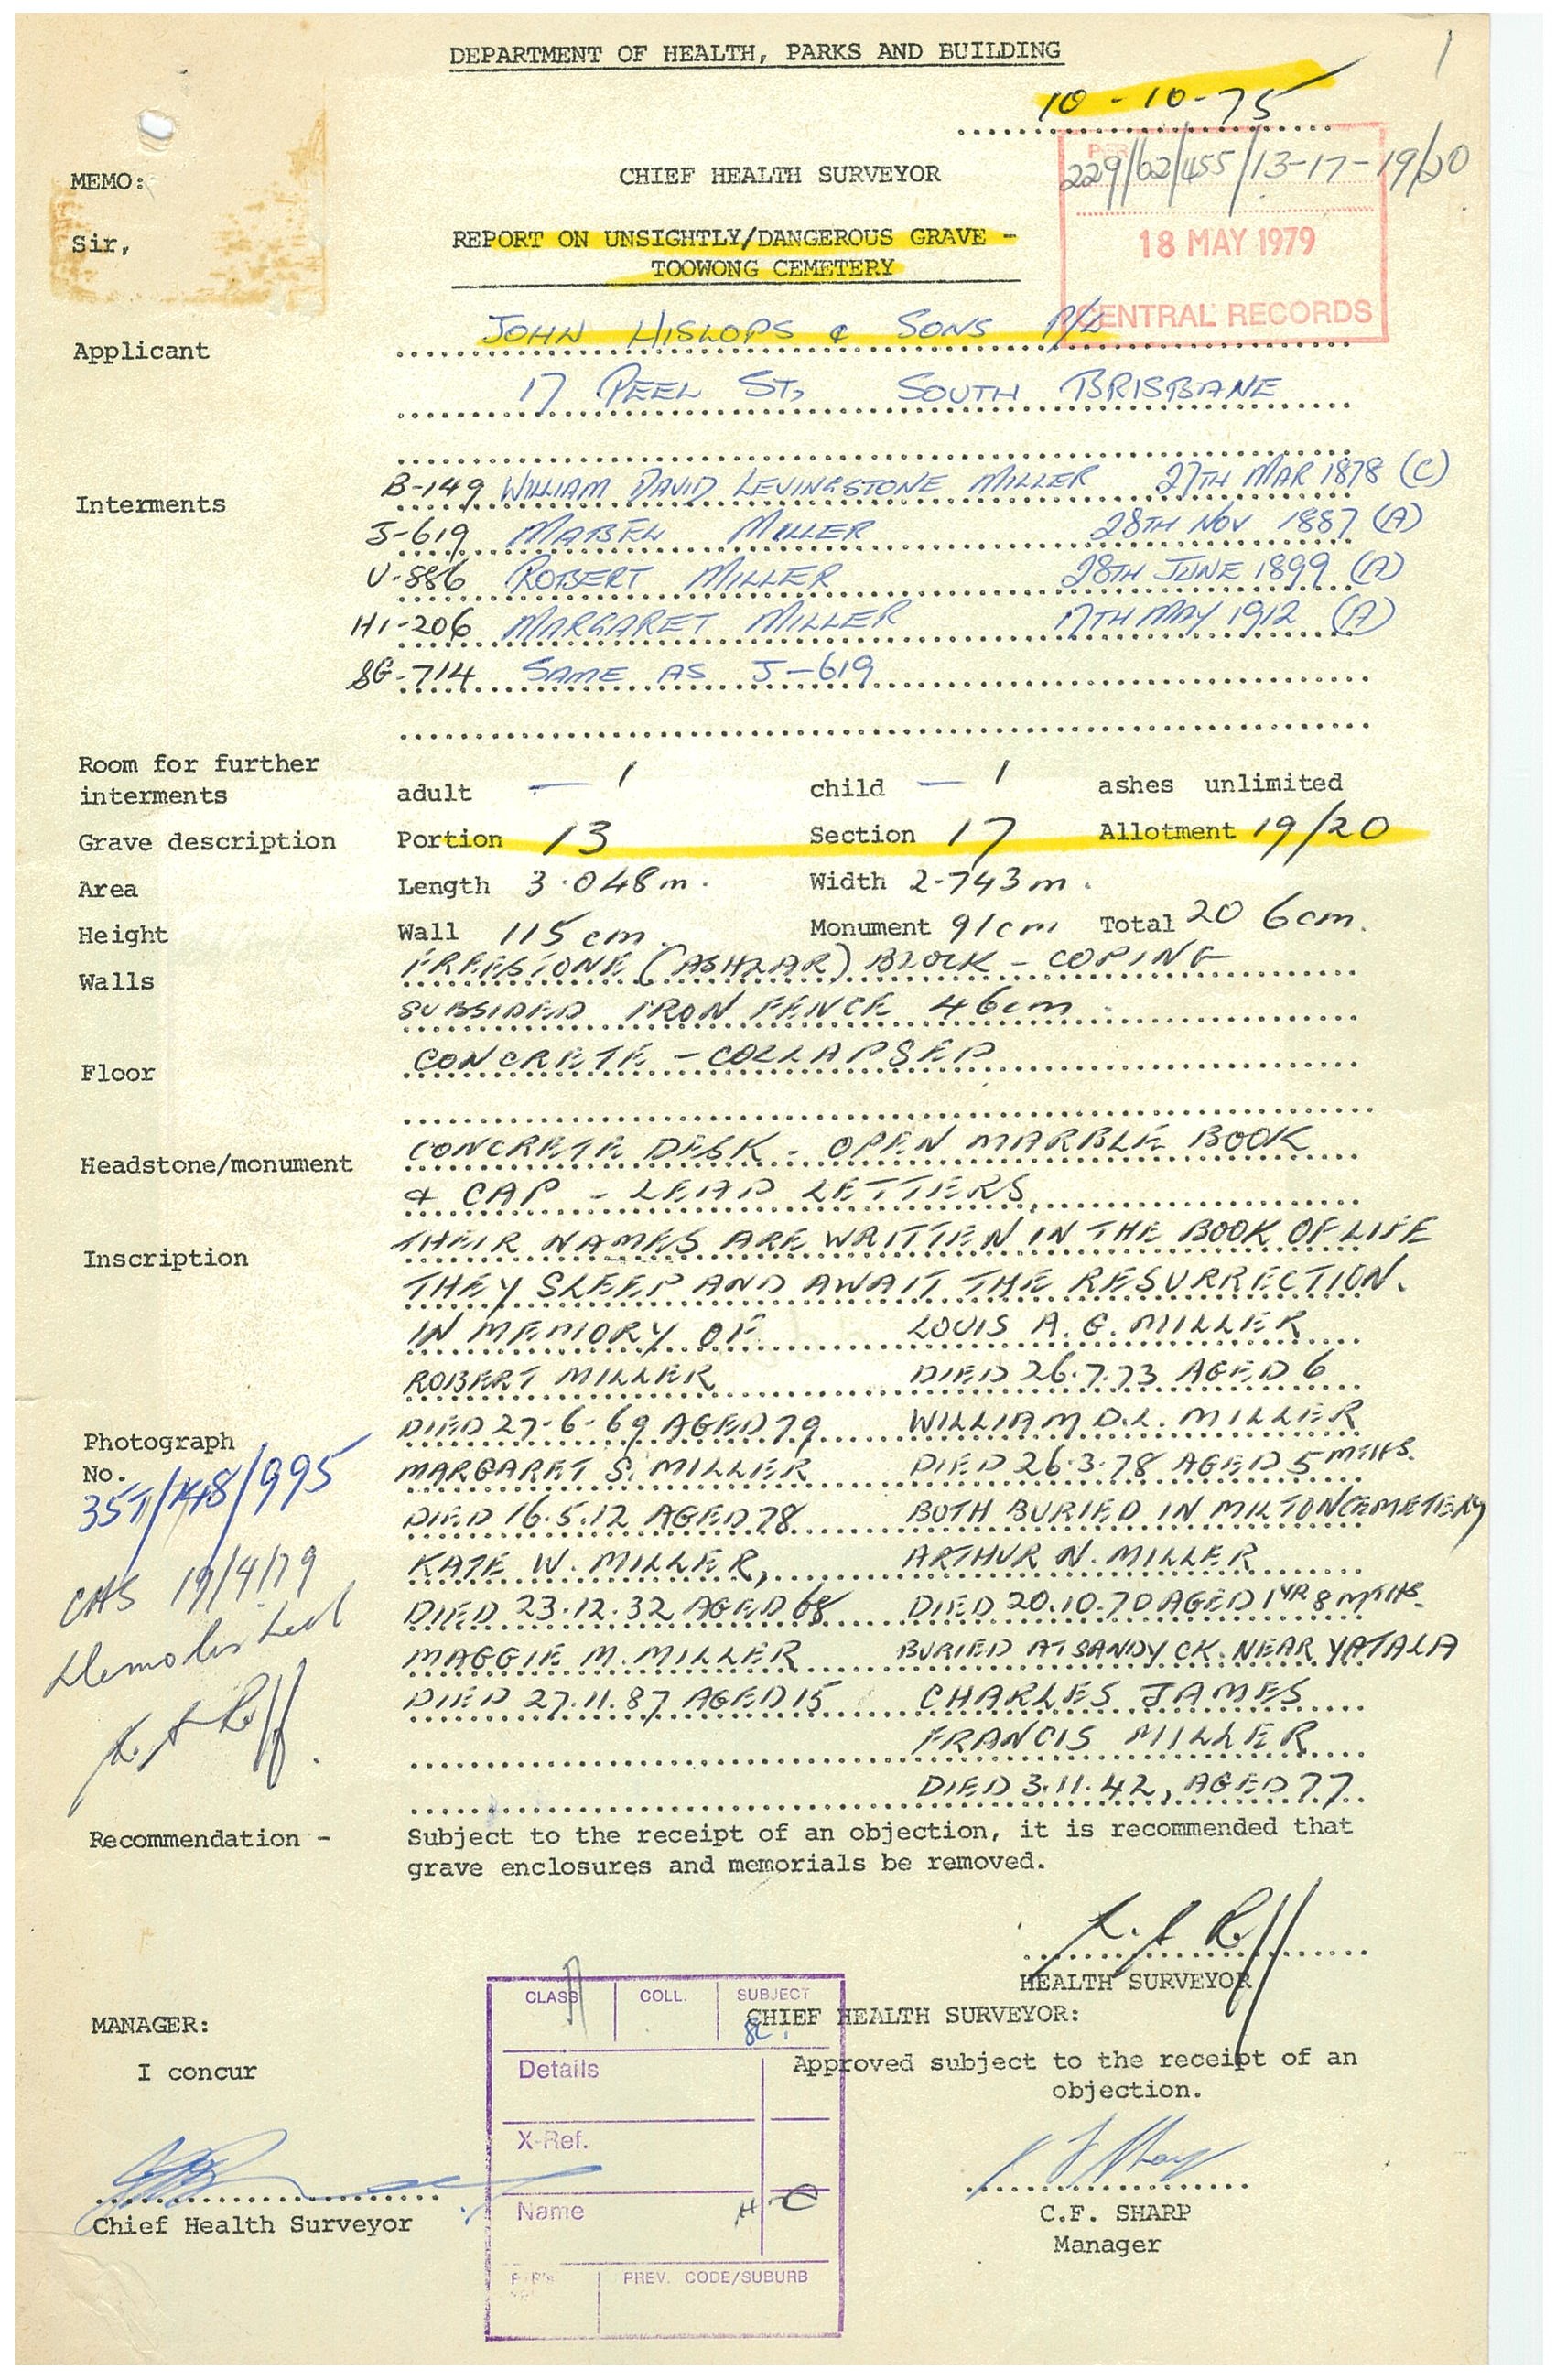 DEPARTMENT OF HEALTH, PARKS AND BUILDING
1
10-10-75
229/62/455/13-17-19/20
MEMO:
CHIEF HEALTH SURVEYOR
Sir,
REPORT ON UNSIGHTLY/DANGEROUS GRAVE -
TOOWONG CEMETERY
18 MAY 1979
CENTRAL RECORDS
Applicant JOHN HISLOPS & SONS P/L
17 PEEL ST, SOUTH BRISBANE
Interments B-149 WILLIAM DAVID LEVINGSTONE MILLER 27TH MAR 1878 (C)
J-619 MABEL MILLER 28TH NOV 1887 (A)
U-886 ROBERT MILLER 28TH JUNE 1899 (A)
H1-206 MARGARET MILLER 17TH MAY 1912 (A)
8G-714 SAME AS J-619
Room for further
interments adult - 1 child - 1 ashes unlimited
Grave description Portion 13 Section 17 Allotment 19/20
Area Length 3.048m. Width 2.743m.
Height Wall 115cm. Monument 91cm Total 206cm.
Walls FREESTONE (ASHLAR) BLOCK - COPING
SUBSIDED IRON FENCE 46cm.
Floor CONCRETE - COLLAPSED
Headstone/monument CONCRETE DESK - OPEN MARBLE BOOK
& CAP - LEAD LETTERS
Inscription THEIR NAMES ARE WRITTEN IN THE BOOK OF LIFE
THEY SLEEP AND AWAIT THE RESURRECTION.
IN MEMORY OF LOUIS A. G. MILLER
ROBERT MILLER DIED 26.7.73 AGED 6
DIED 27-6-69 AGED 79 WILLIAM D.L. MILLER
Photograph
No. MARGARET S. MILLER DIED 26.3.78 AGED 5 MTHS.
35T/148/995 DIED 16.5.12 AGED 78 BOTH BURIED IN MILTON CEMETERY
CHS 19/4/79 KATE W. MILLER, ARTHUR N. MILLER
Demolished DIED 23.12.32 AGED 68 DIED 20.10.70 AGED 1 YR 8 MTHS.
MAGGIE M. MILLER BURIED AT SANDY CK. NEAR YATALA
DIED 27.11.87 AGED 15 CHARLES JAMES
FRANCIS MILLER
DIED 3.11.42, AGED 77
Recommendation - Subject to the receipt of an objection, it is recommended that
grave enclosures and memorials be removed.
HEALTH SURVEYOR
CLASS COLL. SUBJECT
MANAGER: CHIEF HEALTH SURVEYOR:
I concur
Details
Approved subject to the receipt of an
objection.
X-Ref.
Name
Chief Health Surveyor
C.F. SHARP
Manager
PREV. CODE/SUBURB